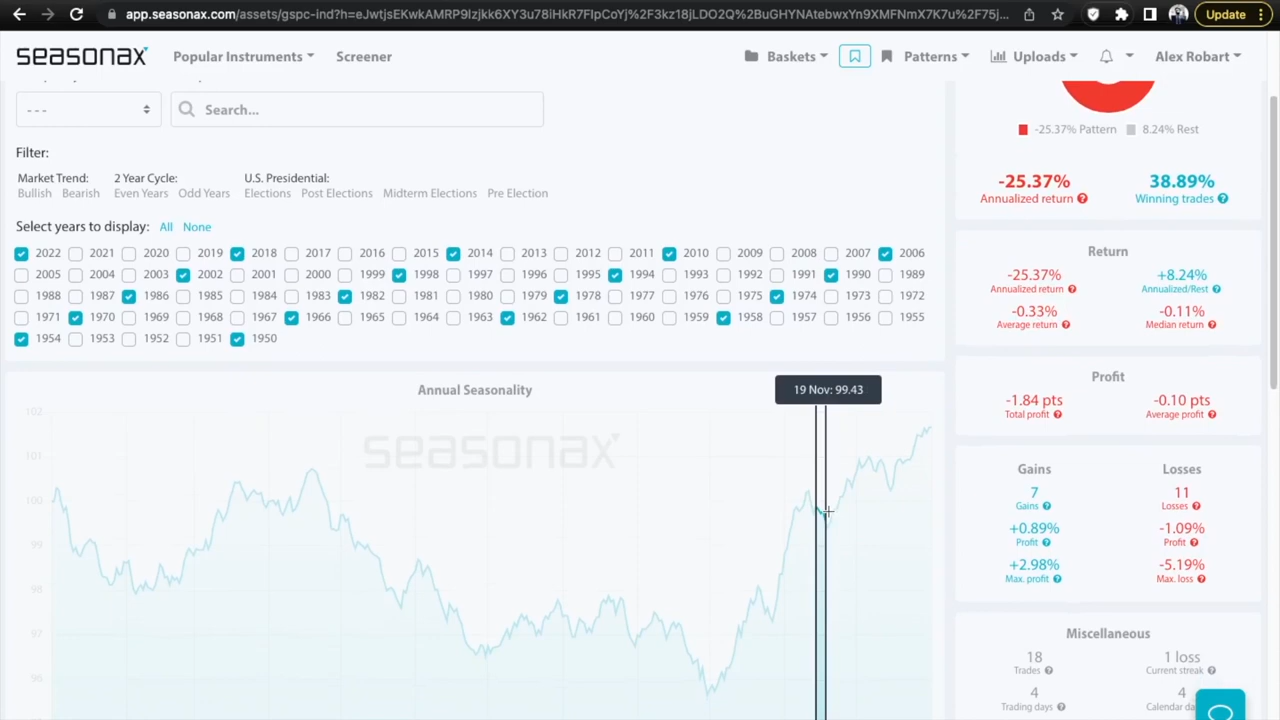 app.seasonax.com/assets/gspc-ind?h=eJwtjsEKwkAMRP9Izjkk6XY3u78iHkR7FIpCoYj%2F3kz18jLDO2Q%2BuGHYNAtebwxYn9XMFNmX7K7u%2F75j...
Update
seasonax
Popular Instruments
Screener
Baskets
Patterns
Uploads
Alex Robart
---
Search...
Filter:
Market Trend:
2 Year Cycle:
U.S. Presidential:
Bullish Bearish
Even Years Odd Years
Elections Post Elections Midterm Elections Pre Election
Select years to display: All None
2022 2021 2020 2019 2018 2017 2016 2015 2014 2013 2012 2011 2010 2009 2008 2007 2006
2005 2004 2003 2002 2001 2000 1999 1998 1997 1996 1995 1994 1993 1992 1991 1990 1989
1988 1987 1986 1985 1984 1983 1982 1981 1980 1979 1978 1977 1976 1975 1974 1973 1972
1971 1970 1969 1968 1967 1966 1965 1964 1963 1962 1961 1960 1959 1958 1957 1956 1955
1954 1953 1952 1951 1950
Annual Seasonality
19 Nov: 99.43
seasonax
102
101
100
99
98
97
96
-25.37% Pattern 8.24% Rest
-25.37%
Annualized return
38.89%
Winning trades
Return
-25.37%
Annualized return
+8.24%
Annualized/Rest
-0.33%
Average return
-0.11%
Median return
Profit
-1.84 pts
Total profit
-0.10 pts
Average profit
Gains
Losses
7
Gains
11
Losses
+0.89%
Profit
-1.09%
Profit
+2.98%
Max. profit
-5.19%
Max. loss
Miscellaneous
18
Trades
1 loss
Current streak
4
Trading days
4
Calendar